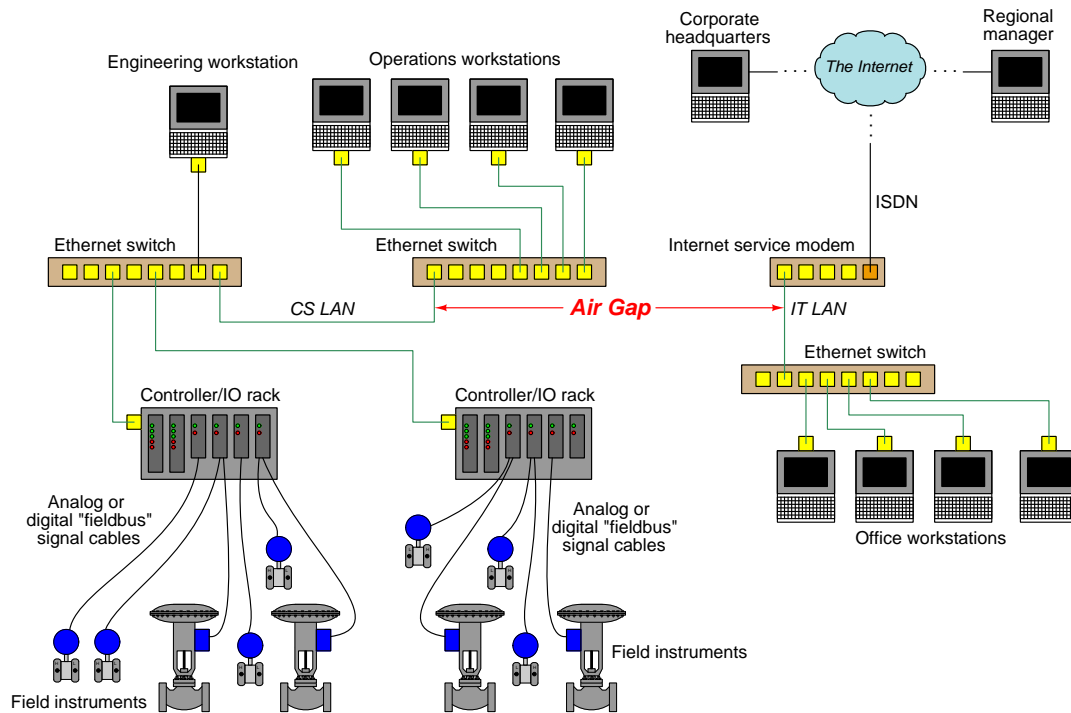 Corporate
headquarters
Regional
manager
The Internet
Engineering workstation
Operations workstations
ISDN
Ethernet switch
Ethernet switch
Internet service modem
CS LAN
Air Gap
IT LAN
Ethernet switch
Controller/IO rack
Controller/IO rack
Analog or
digital "fieldbus"
signal cables
Analog or
digital "fieldbus"
signal cables
Office workstations
Field instruments
Field instruments